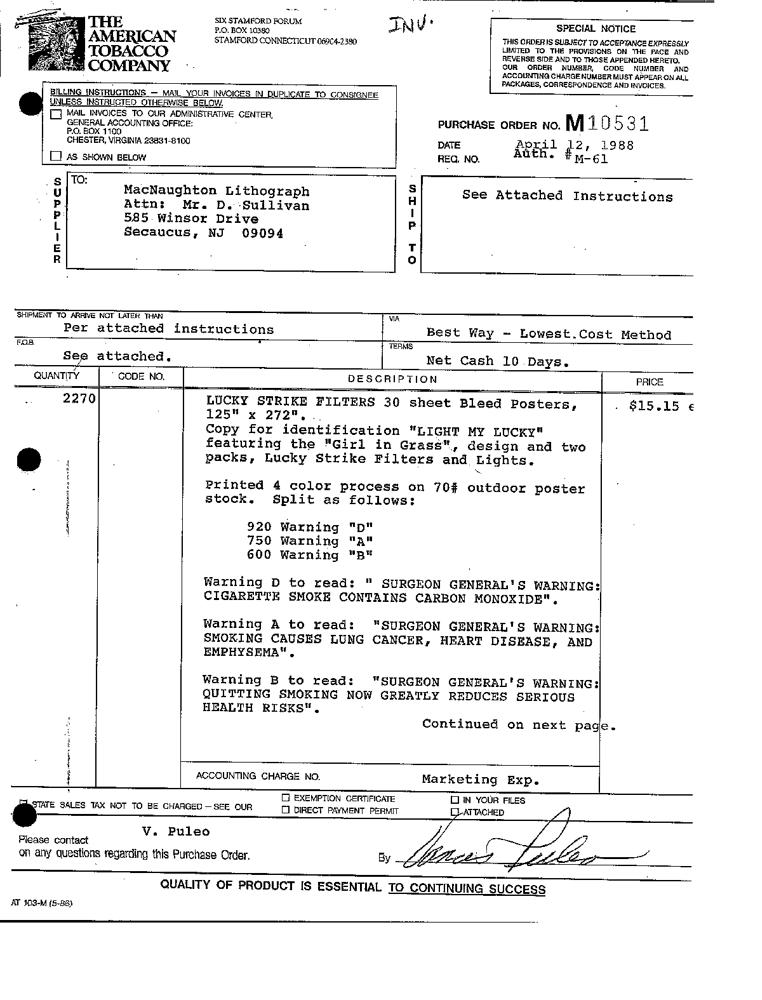 THE
AMERICAN
TOBACCO
COMPANY
SIX STAMFORD FORUM
P.O. BOX 10380
STAMFORD CONNECTICUT 06904-2380
INV.
SPECIAL NOTICE
THIS ORDER IS SUBJECT TO ACCEPTANCE EXPRESSLY
LIMITED TO THE PROVISIONS ON THE FACE AND
REVERSE SIDE AND TO THOSE APPENDED HERETO.
OUR ORDER NUMBER, CODE NUMBER AND
ACCOUNTING CHARGE NUMBER MUST APPEAR ON ALL
PACKAGES, CORRESPONDENCE AND INVOICES.
BILLING INSTRUCTIONS — MAIL YOUR INVOICES IN DUPLICATE TO CONSIGNEE
UNLESS INSTRUCTED OTHERWISE BELOW.
MAIL INVOICES TO OUR ADMINISTRATIVE CENTER,
GENERAL ACCOUNTING OFFICE:
P.O. BOX 1100
CHESTER, VIRGINIA 23831-8100
AS SHOWN BELOW
PURCHASE ORDER NO. M10531
DATE April 12, 1988
REQ. NO. Auth. # M-61
SUPPLIER
TO:
MacNaughton Lithograph
Attn: Mr. D. Sullivan
585 Winsor Drive
Secaucus, NJ 09094
SHIP TO
See Attached Instructions
SHIPMENT TO ARRIVE NOT LATER THAN
Per attached instructions
VIA
Best Way - Lowest Cost Method
F.O.B.
See attached.
TERMS
Net Cash 10 Days.
QUANTITY CODE NO. DESCRIPTION PRICE
2270 LUCKY STRIKE FILTERS 30 sheet Bleed Posters, $15.15 e
125" x 272".
Copy for identification "LIGHT MY LUCKY"
featuring the "Girl in Grass", design and two
packs, Lucky Strike Filters and Lights.
Printed 4 color process on 70# outdoor poster
stock. Split as follows:
920 Warning "D"
750 Warning "A"
600 Warning "B"
Warning D to read: " SURGEON GENERAL'S WARNING:
CIGARETTE SMOKE CONTAINS CARBON MONOXIDE".
Warning A to read: "SURGEON GENERAL'S WARNING:
SMOKING CAUSES LUNG CANCER, HEART DISEASE, AND
EMPHYSEMA".
Warning B to read: "SURGEON GENERAL'S WARNING:
QUITTING SMOKING NOW GREATLY REDUCES SERIOUS
HEALTH RISKS".
Continued on next page.
ACCOUNTING CHARGE NO. Marketing Exp.
STATE SALES TAX NOT TO BE CHARGED — SEE OUR
EXEMPTION CERTIFICATE
DIRECT PAYMENT PERMIT
IN YOUR FILES
ATTACHED
V. Puleo
Please contact
on any questions regarding this Purchase Order.
By Puleo
QUALITY OF PRODUCT IS ESSENTIAL TO CONTINUING SUCCESS
AT 103-M (5-86)